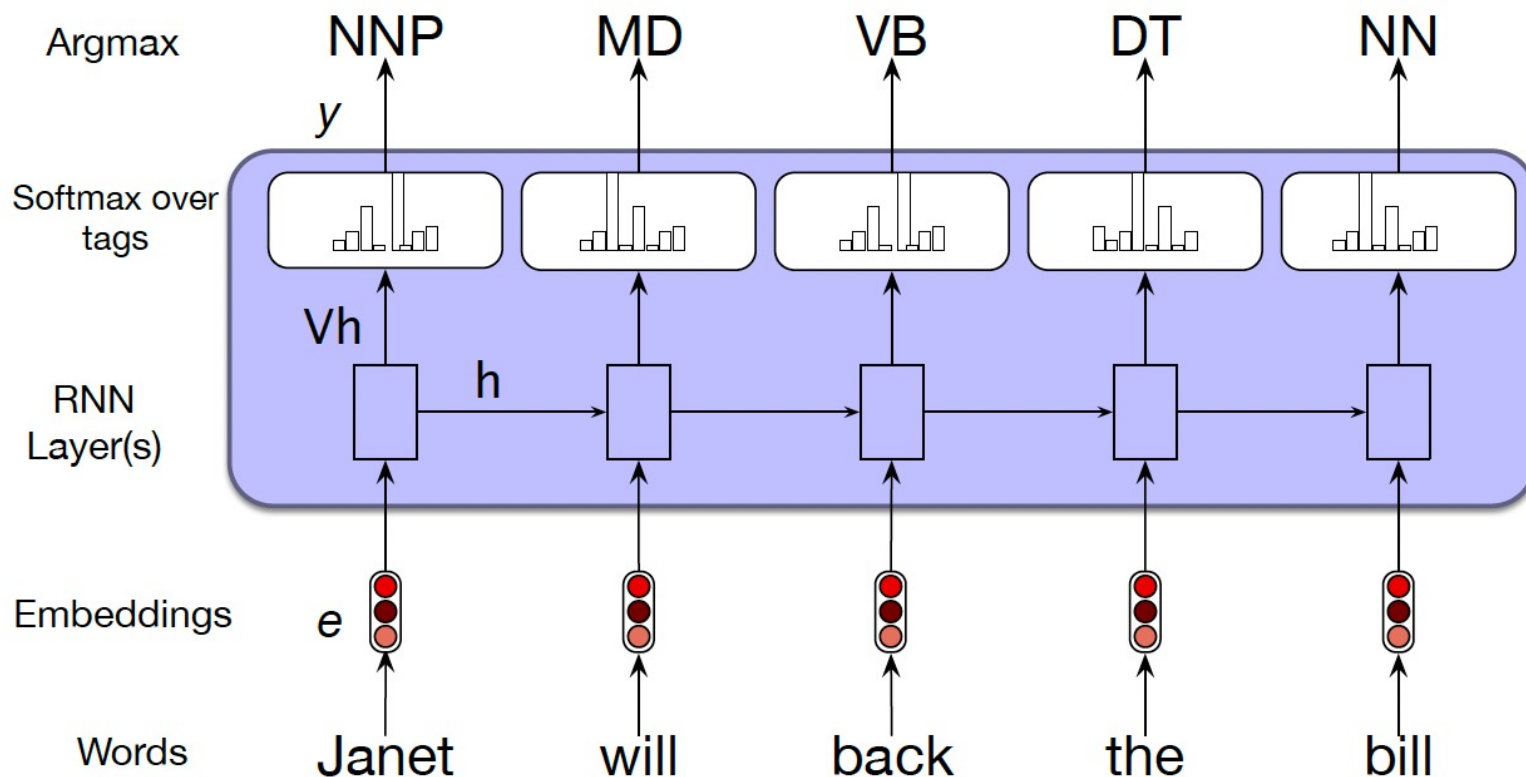 Argmax NNP MD VB DT NN
y
Softmax over
tags
Vh
h
RNN
Layer(s)
Embeddings e
Words Janet will back the bill